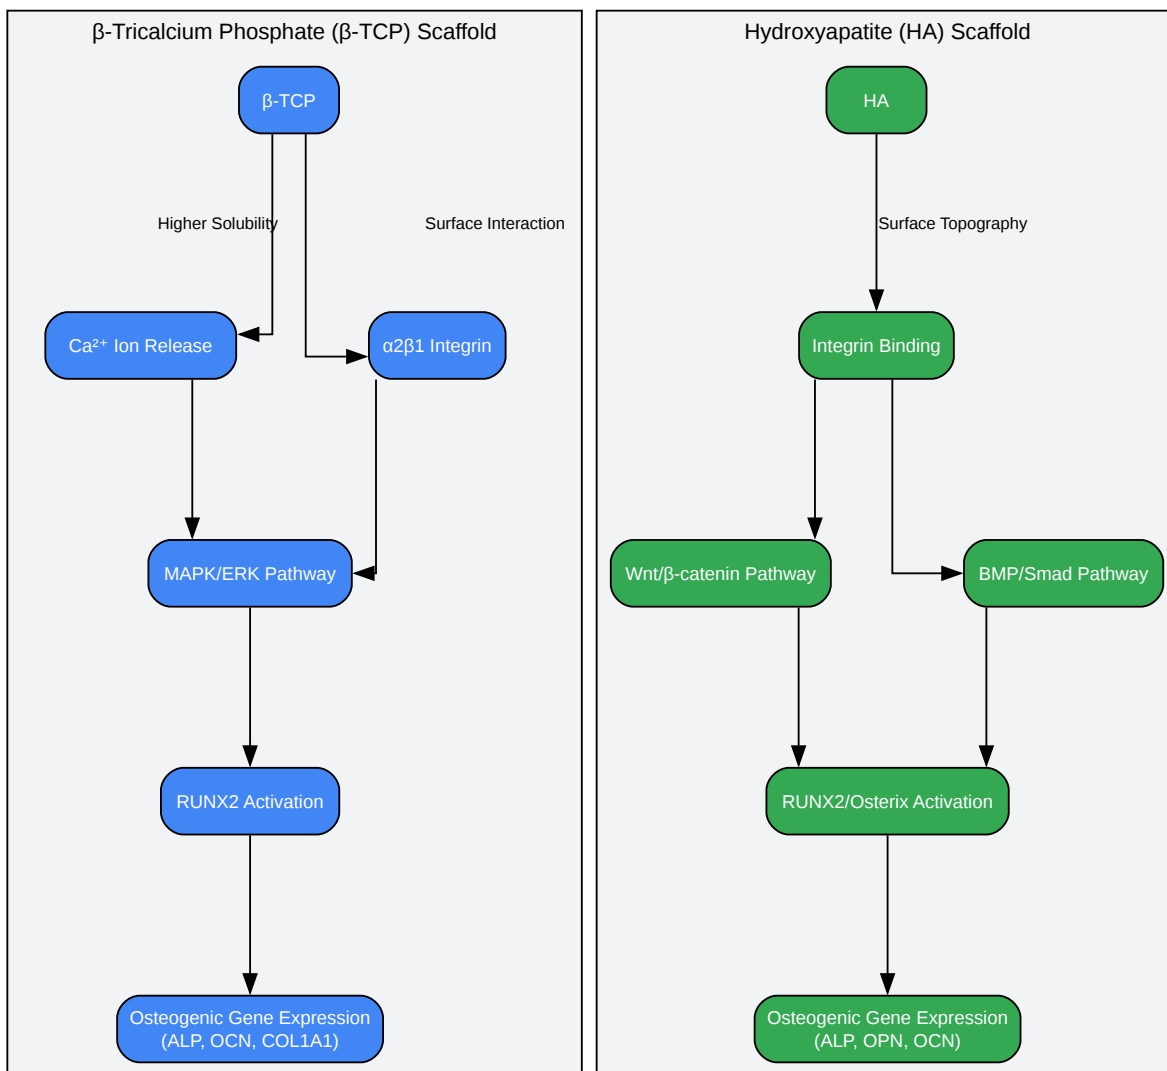 β-Tricalcium Phosphate (β-TCP) Scaffold
β-TCP
Higher Solubility
Surface Interaction
Ca²⁺ Ion Release
α2β1 Integrin
MAPK/ERK Pathway
RUNX2 Activation
Osteogenic Gene Expression
(ALP, OCN, COL1A1)
Hydroxyapatite (HA) Scaffold
HA
Surface Topography
Integrin Binding
Wnt/β-catenin Pathway
BMP/Smad Pathway
RUNX2/Osterix Activation
Osteogenic Gene Expression
(ALP, OPN, OCN)